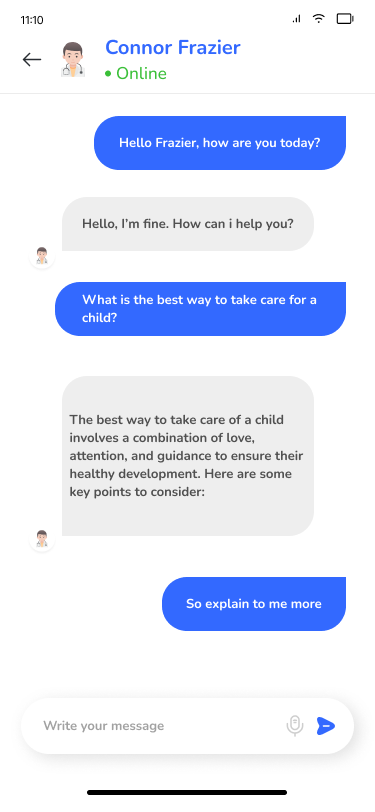 11:10
Connor Frazier
Online
Hello Frazier, how are you today?
Hello, I'm fine. How can i help you?
What is the best way to take care for a
child?
The best way to take care of a child
involves a combination of love,
attention, and guidance to ensure their
healthy development. Here are some
key points to consider:
So explain to me more
Write your message